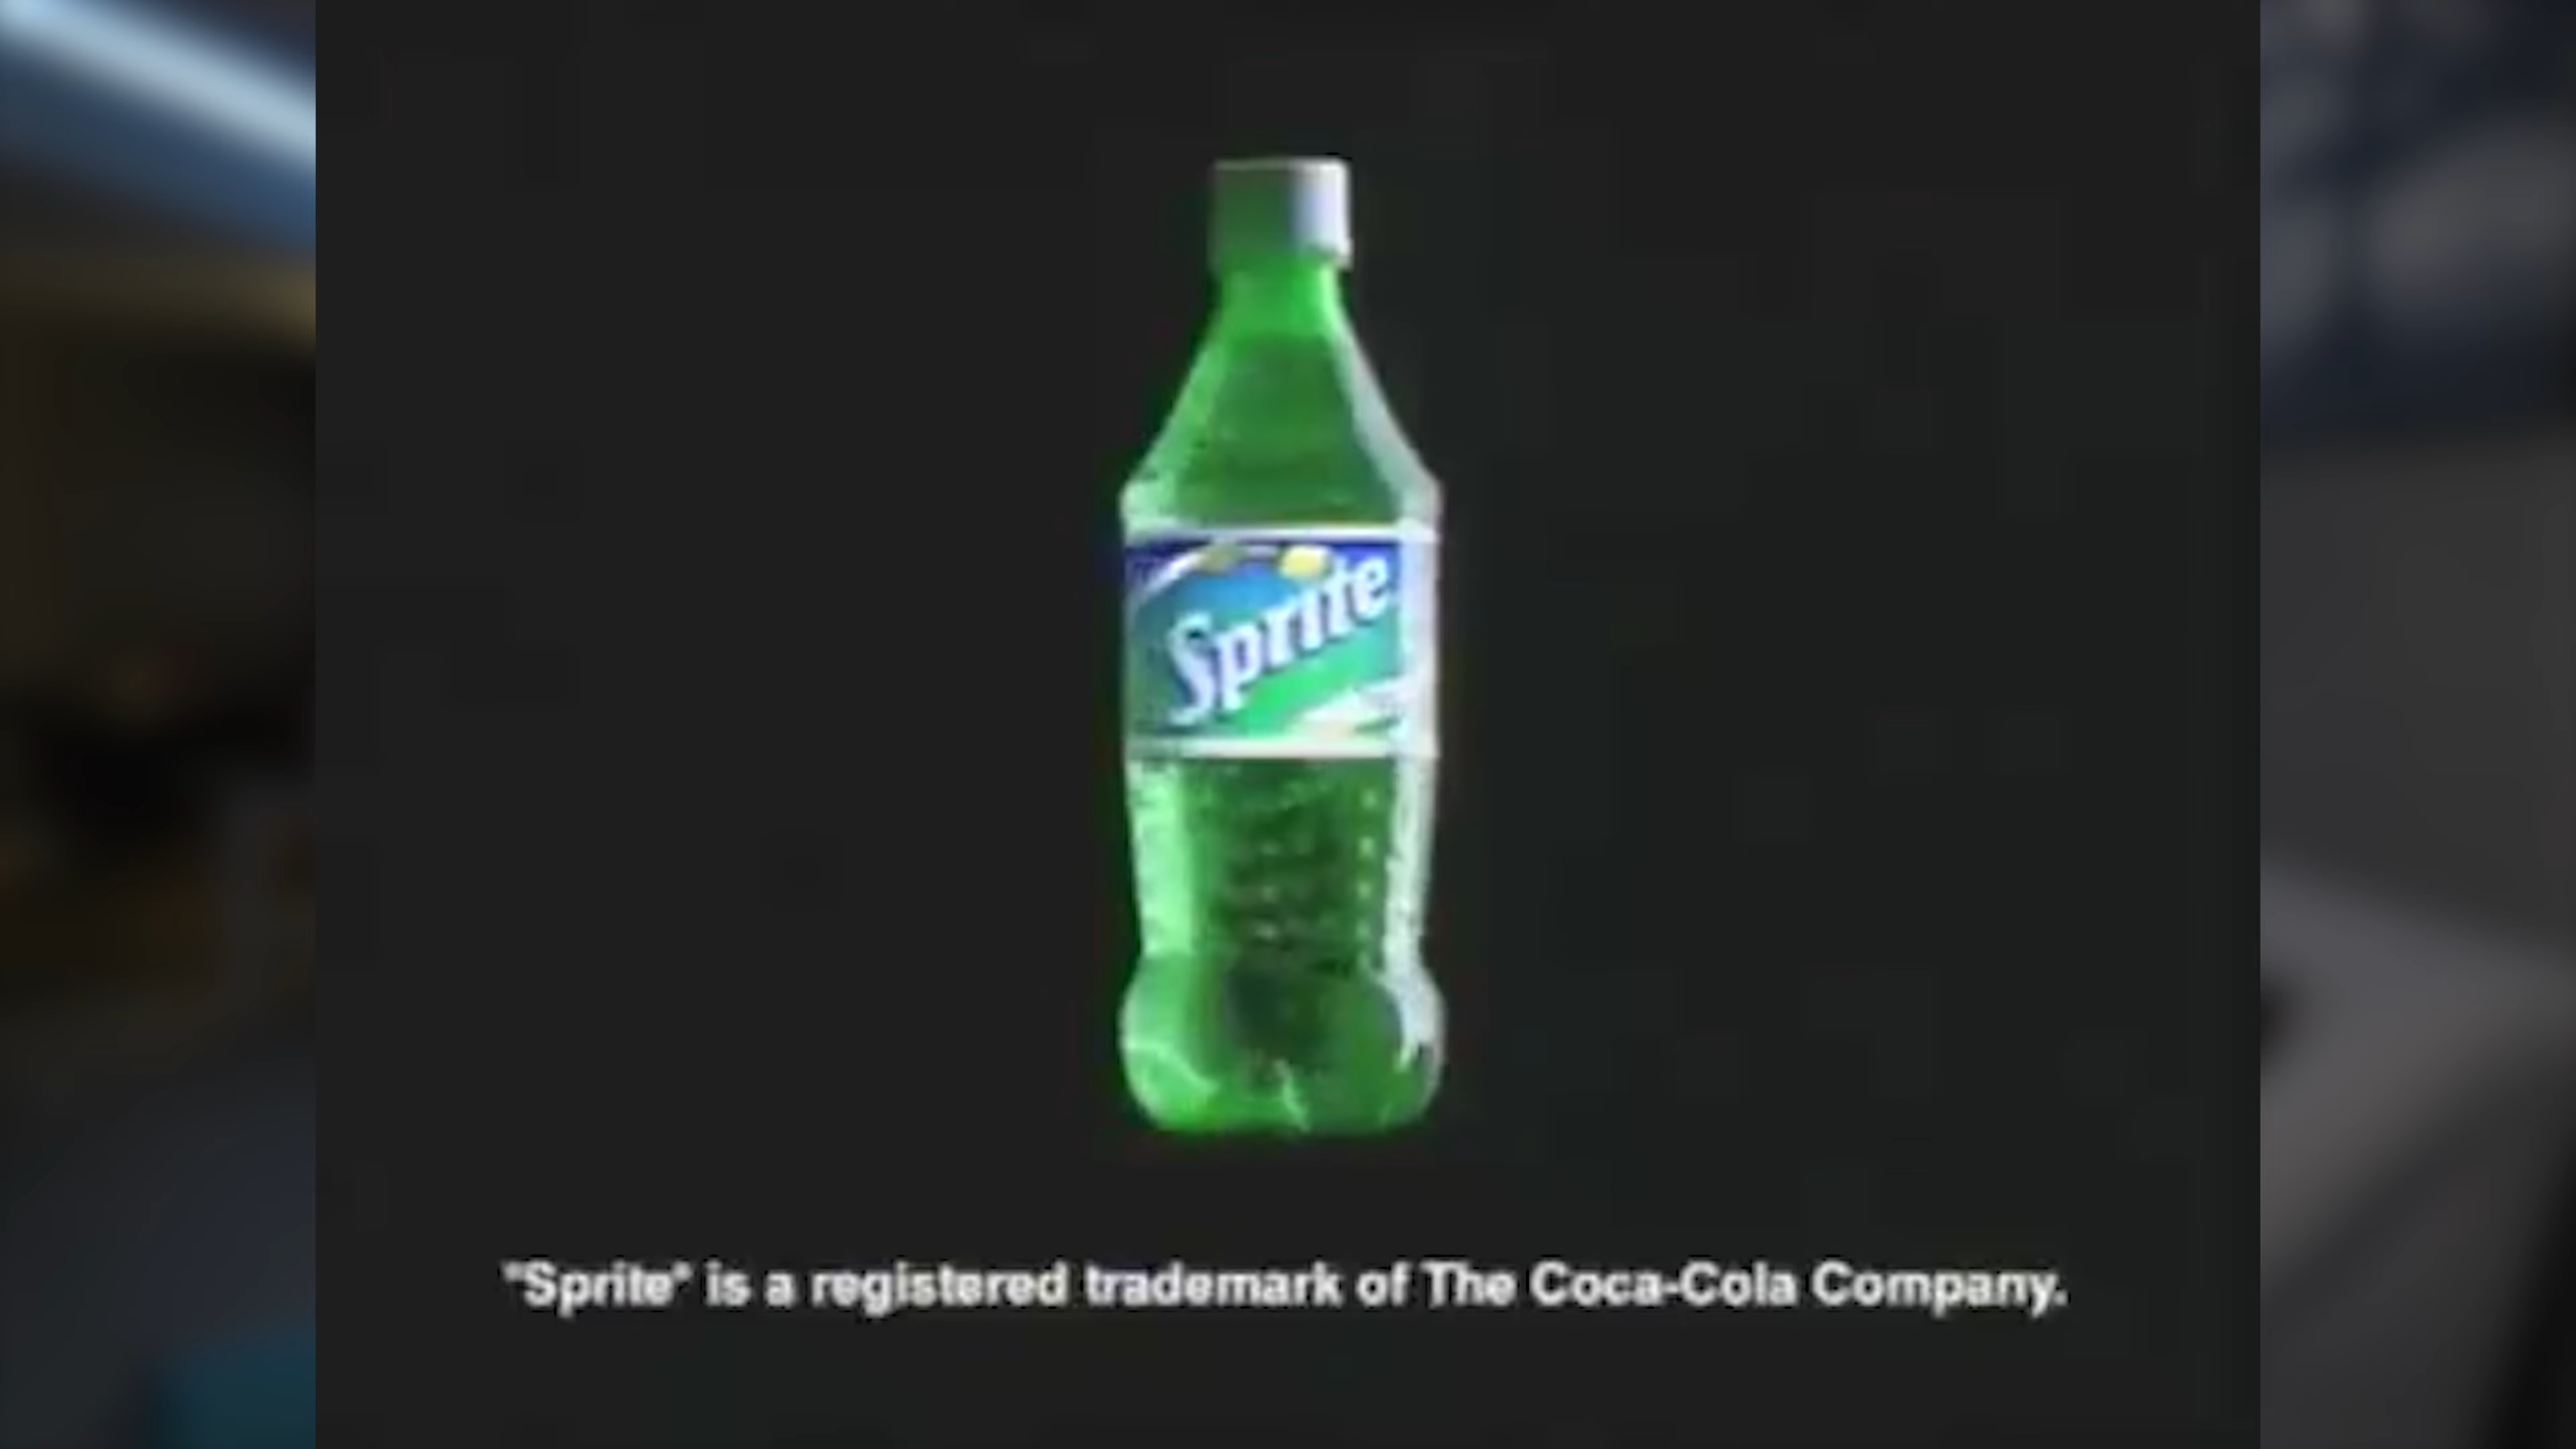 Sprite
"Sprite" is a registered trademark of The Coca-Cola Company.